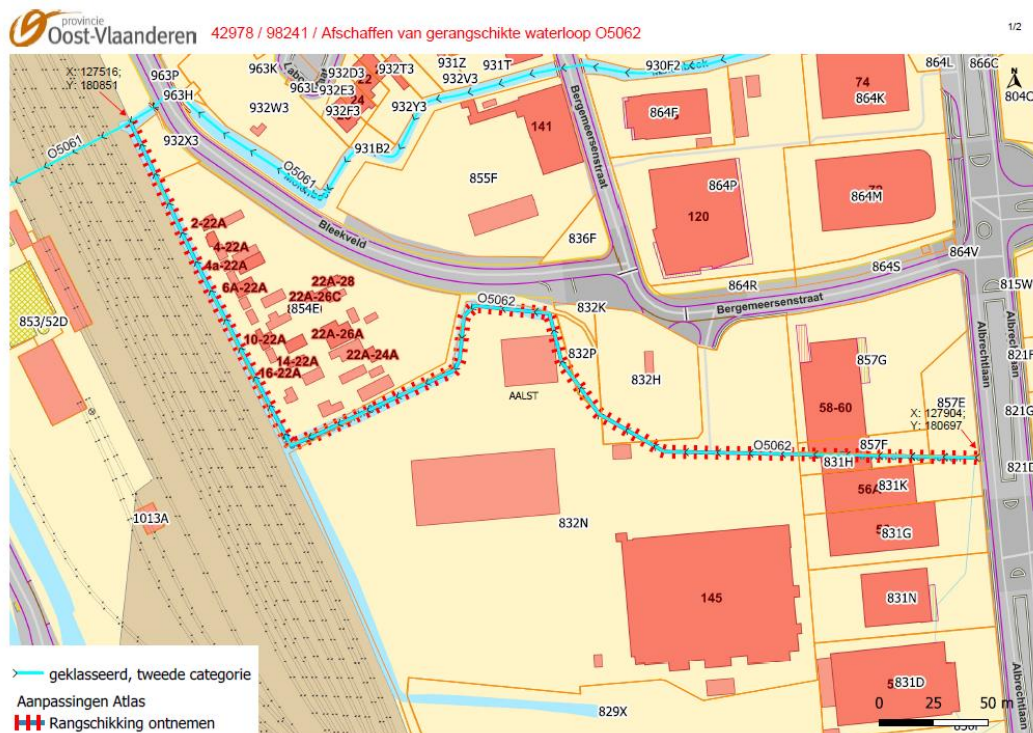 provincie
Oost-Vlaanderen
42978 / 98241 / Afschaffen van gerangschikte waterloop O5062
1/2
X: 127516;
Y: 180851
963P
963H
963K
932D3
932T3
931Z
932V3
931T
930F2
864L
866C
804C
932E3
22
24
932F3
932W3
932Y3
932X3
931B2
O5061
O5061
141
855F
Bergemeersenstraat
864F
74
864K
864P
120
864M
Bleekveld
836F
864R
864S
864V
815W
Bergemeersenstraat
Albrechtlaan
2-22A
4-22A
4a-22A
6A-22A
22A-28
22A-26C
854E
10-22A
22A-26A
14-22A
22A-24A
16-22A
853/52D
O5062
832K
832P
832H
AALST
857G
58-60
857E
X: 127904;
Y: 180697
821G
O5062
857F
831H
56A
831K
831G
1013A
832N
145
831N
831D
829X
Albrechtlaan
geklasseerd, tweede categorie
Aanpassingen Atlas
Rangschikking ontnemen
0 25 50 m